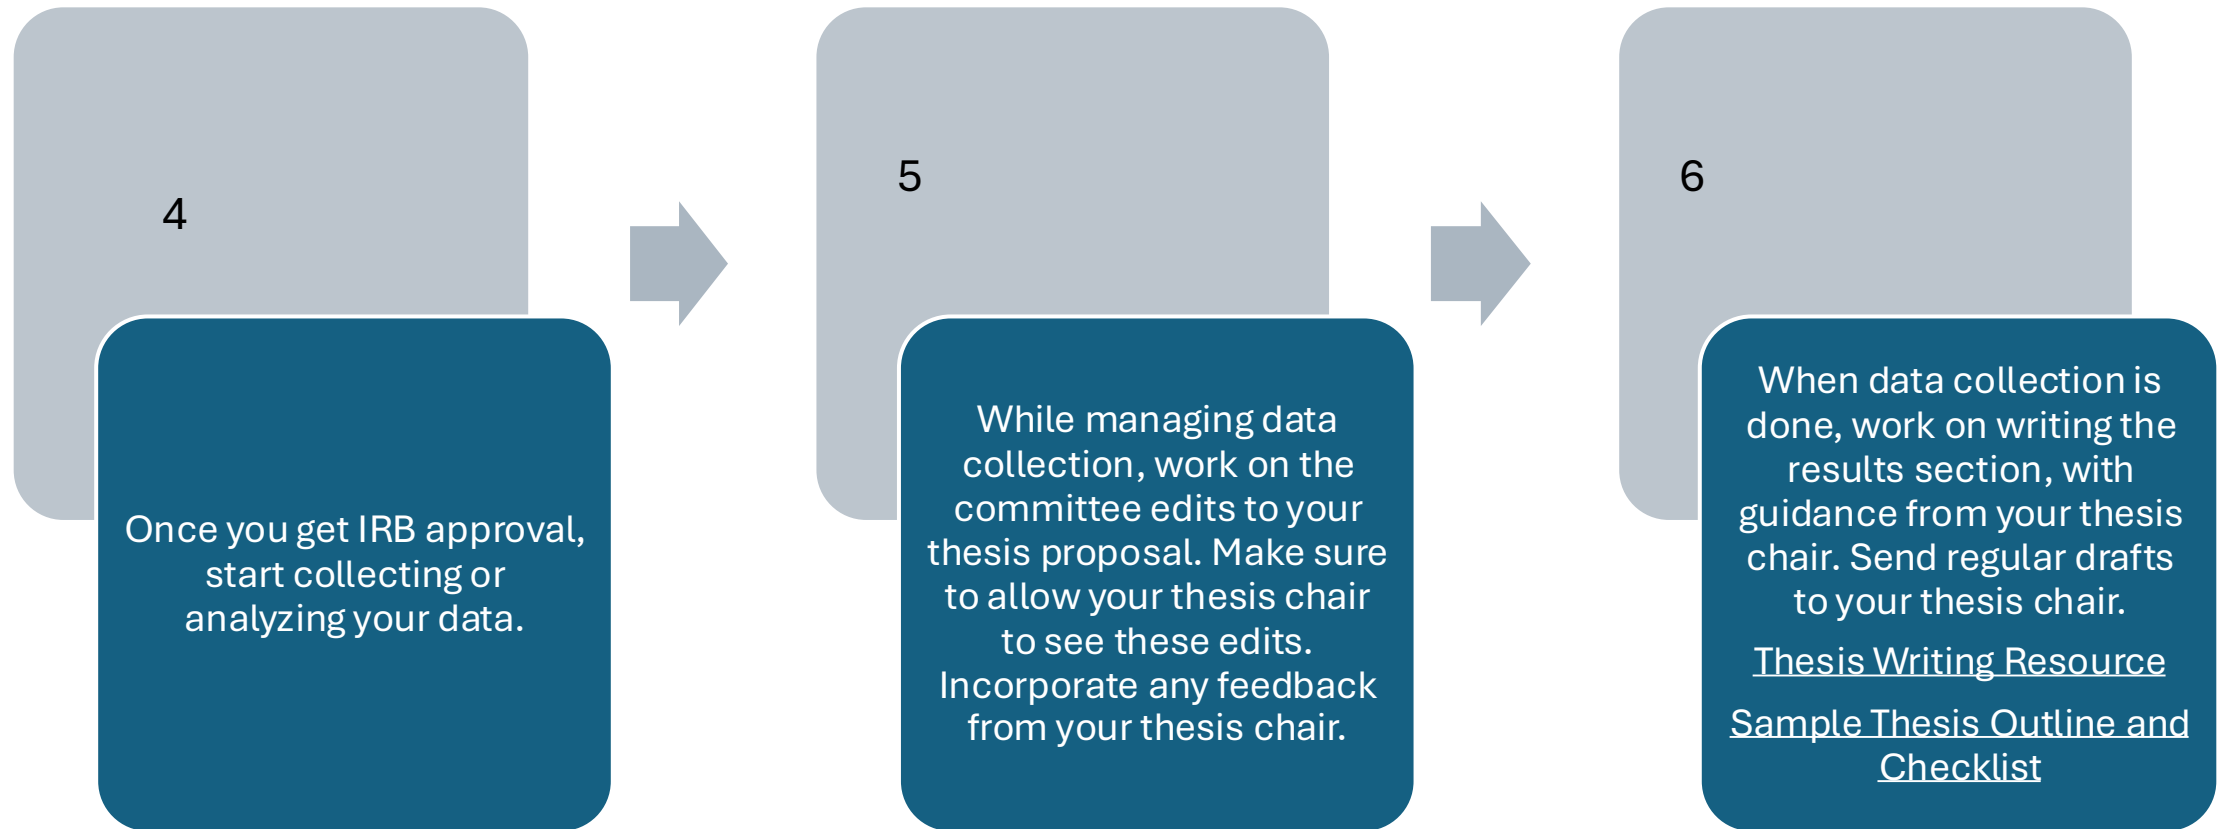 4
Once you get IRB approval,
start collecting or
analyzing your data.
5
While managing data
collection, work on the
committee edits to your
thesis proposal. Make sure
to allow your thesis chair
to see these edits.
Incorporate any feedback
from your thesis chair.
6
When data collection is
done, work on writing the
results section, with
guidance from your thesis
chair. Send regular drafts
to your thesis chair.
Thesis Writing Resource
Sample Thesis Outline and
Checklist